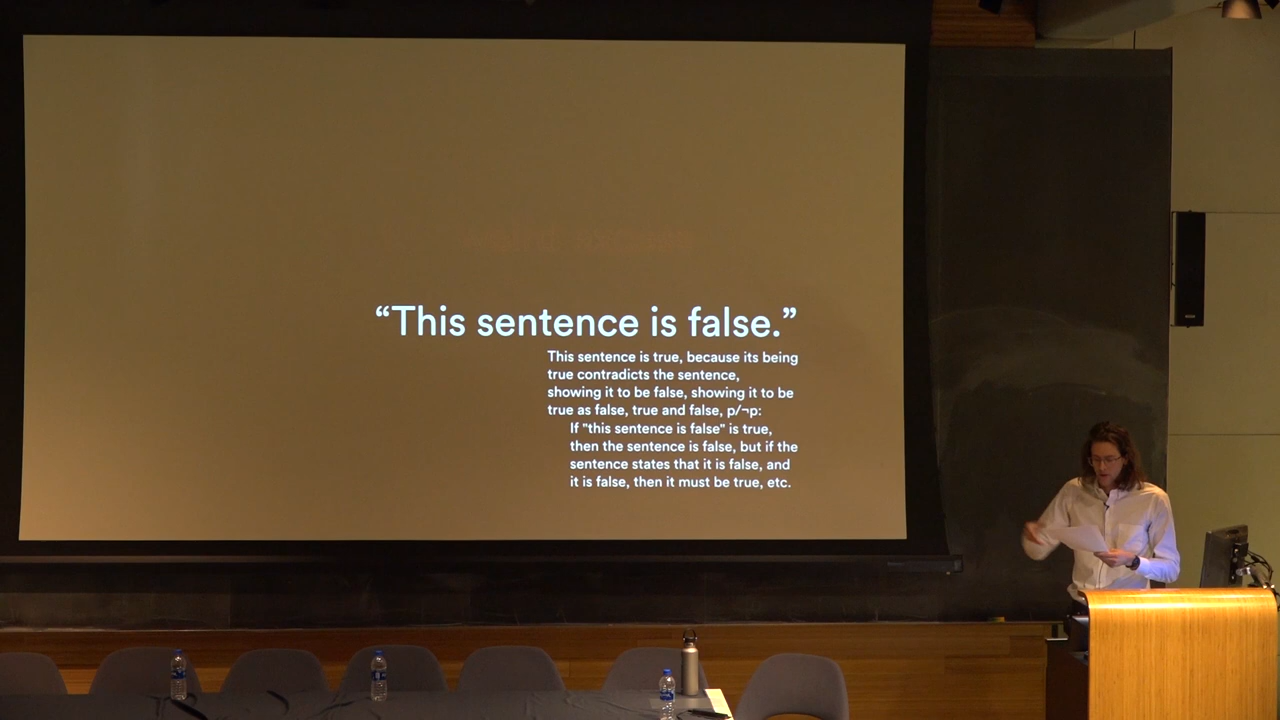 “This sentence is false.”
This sentence is true, because its being
true contradicts the sentence,
showing it to be false, showing it to be
true as false, true and false, p/¬p:
If "this sentence is false" is true,
then the sentence is false, but if the
sentence states that it is false, and
it is false, then it must be true, etc.